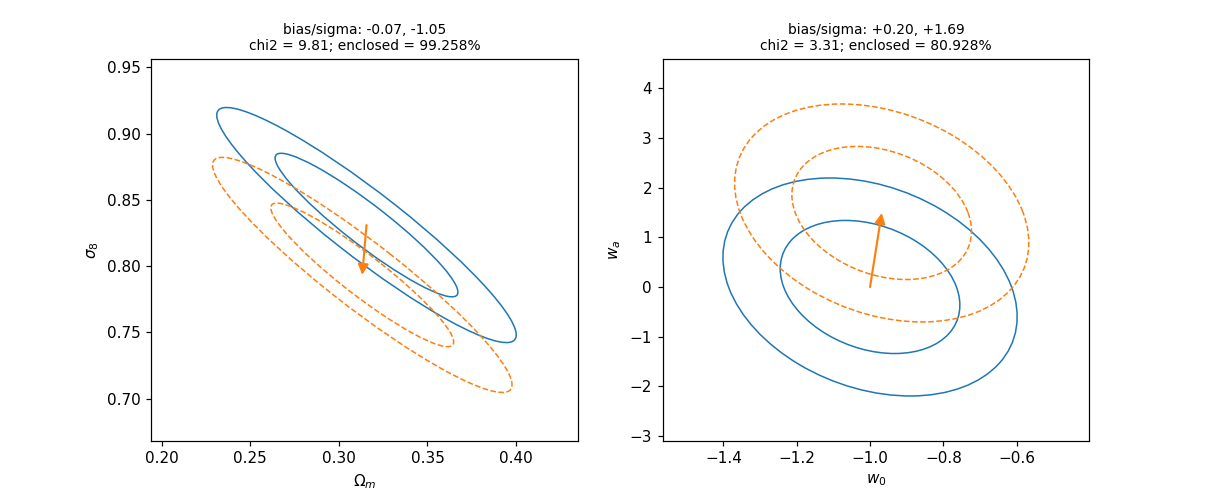 bias/sigma: -0.07, -1.05
chi2 = 9.81; enclosed = 99.258%
0.95
0.90
0.85
0.80
0.75
0.70
σ8
0.20 0.25 0.30 0.35 0.40
Ωm
bias/sigma: +0.20, +1.69
chi2 = 3.31; enclosed = 80.928%
4
3
2
1
0
−1
−2
−3
wa
−1.4 −1.2 −1.0 −0.8 −0.6
w0